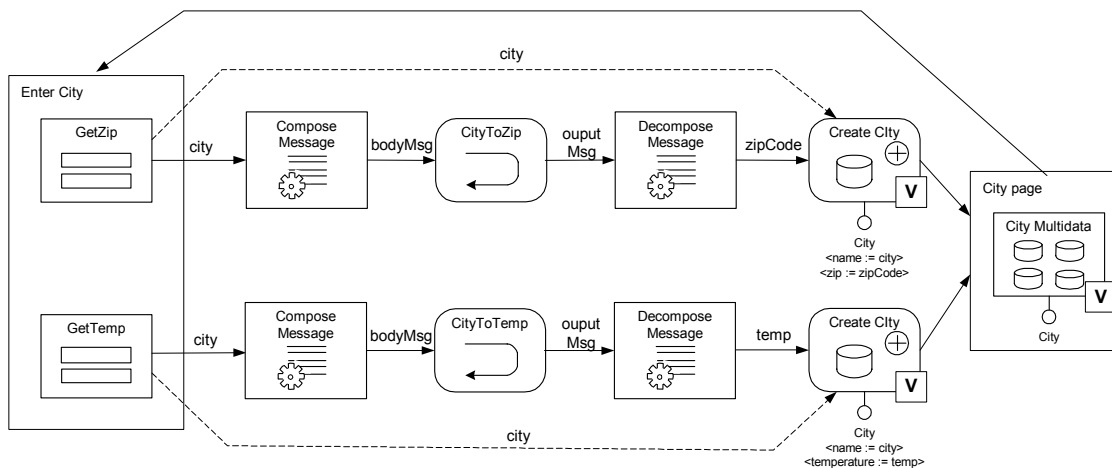 city
Enter City
GetZip
city
Compose
Message
bodyMsg
CityToZip
ouput
Msg
Decompose
Message
zipCode
Create CIty
V
City
<name := city>
<zip := zipCode>
City page
City Multidata
V
City
GetTemp
city
Compose
Message
bodyMsg
CityToTemp
ouput
Msg
Decompose
Message
temp
Create CIty
V
City
<name := city>
<temperature := temp>
city